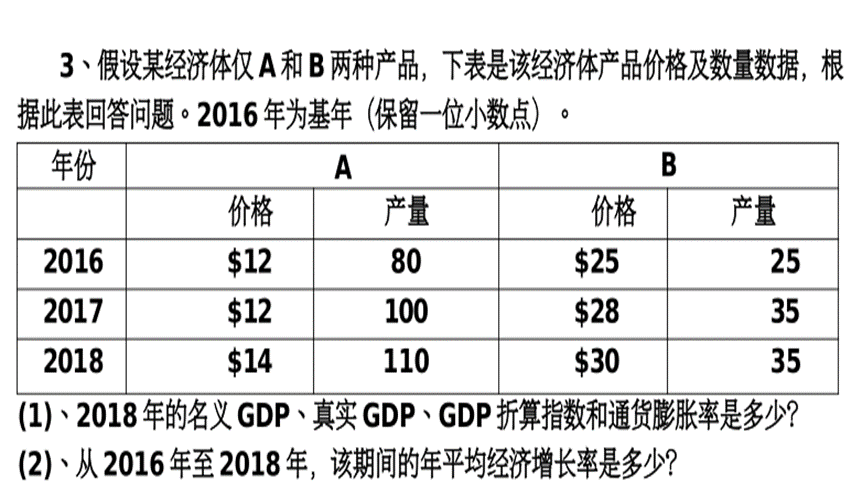 3、假设某经济体仅 A 和 B 两种产品，下表是该经济体产品价格及数量数据，根
据此表回答问题。2016 年为基年（保留一位小数点）。
年份 A B
价格 产量 价格 产量
2016 $12 80 $25 25
2017 $12 100 $28 35
2018 $14 110 $30 35
(1)、2018 年的名义 GDP、真实 GDP、GDP 折算指数和通货膨胀率是多少？
(2)、从 2016 年至 2018 年，该期间的年平均经济增长率是多少？